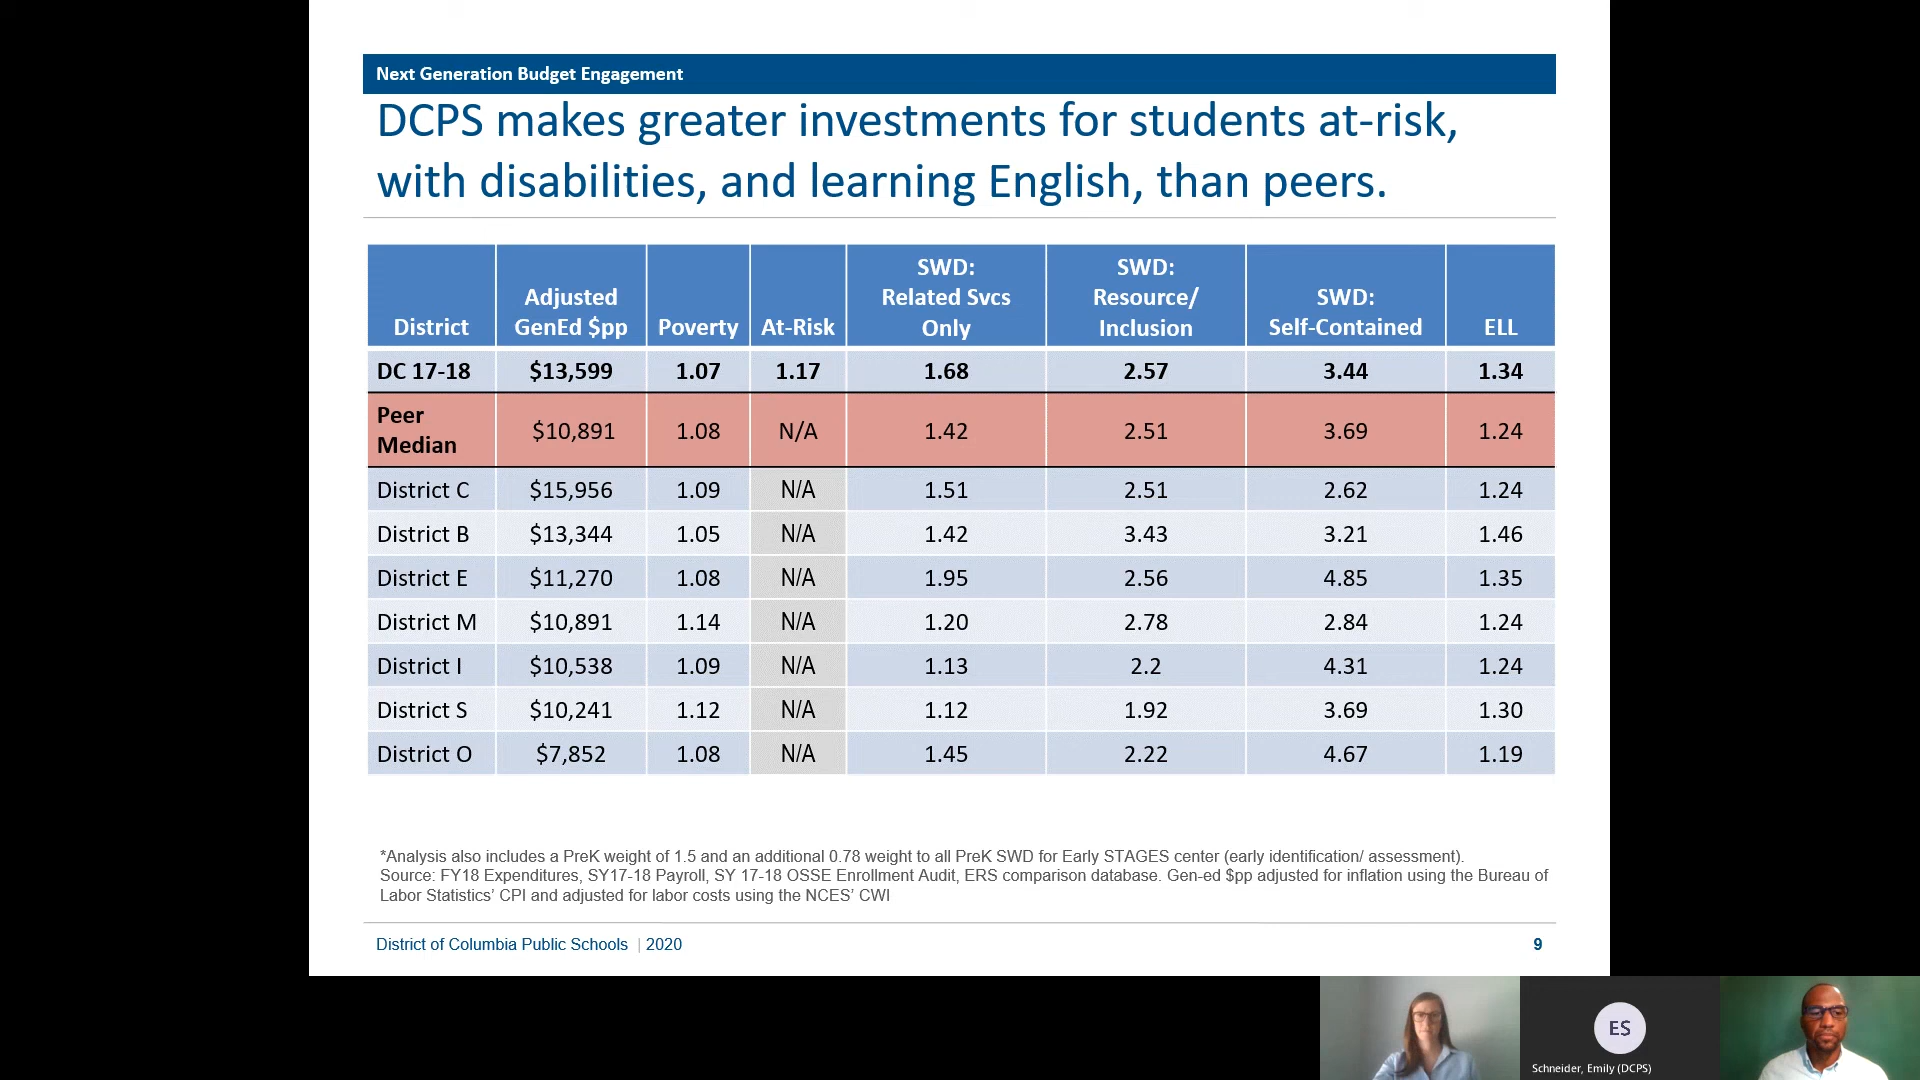 Next Generation Budget Engagement
DCPS makes greater investments for students at-risk,
with disabilities, and learning English, than peers.
District | Adjusted GenEd $pp | Poverty | At-Risk | SWD: Related Svcs Only | SWD: Resource/ Inclusion | SWD: Self-Contained | ELL
DC 17-18 | $13,599 | 1.07 | 1.17 | 1.68 | 2.57 | 3.44 | 1.34
Peer Median | $10,891 | 1.08 | N/A | 1.42 | 2.51 | 3.69 | 1.24
District C | $15,956 | 1.09 | N/A | 1.51 | 2.51 | 2.62 | 1.24
District B | $13,344 | 1.05 | N/A | 1.42 | 3.43 | 3.21 | 1.46
District E | $11,270 | 1.08 | N/A | 1.95 | 2.56 | 4.85 | 1.35
District M | $10,891 | 1.14 | N/A | 1.20 | 2.78 | 2.84 | 1.24
District I | $10,538 | 1.09 | N/A | 1.13 | 2.2 | 4.31 | 1.24
District S | $10,241 | 1.12 | N/A | 1.12 | 1.92 | 3.69 | 1.30
District O | $7,852 | 1.08 | N/A | 1.45 | 2.22 | 4.67 | 1.19
*Analysis also includes a PreK weight of 1.5 and an additional 0.78 weight to all PreK SWD for Early STAGES center (early identification/ assessment).
Source: FY18 Expenditures, SY17-18 Payroll, SY 17-18 OSSE Enrollment Audit, ERS comparison database. Gen-ed $pp adjusted for inflation using the Bureau of
Labor Statistics’ CPI and adjusted for labor costs using the NCES’ CWI
District of Columbia Public Schools | 2020
9
ES
Schneider, Emily (DCPS)